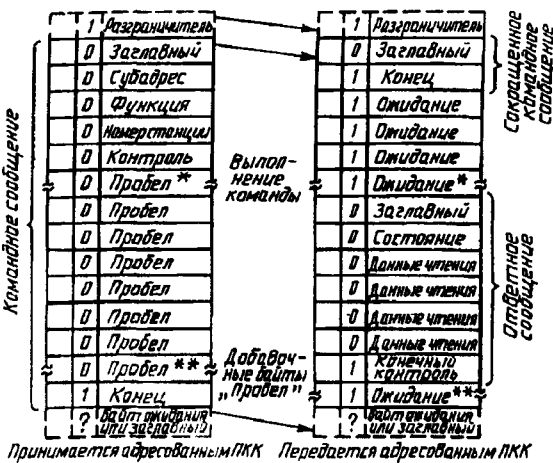 1 Разграничитель 1 Разграничитель
0 Заглавный 0 Заглавный
0 Субадрес 1 Конец
0 Функция 1 Ожидание
0 Номер станции 1 Ожидание
0 Контроль 1 Ожидание
0 Пробел * 1 Ожидание *
0 Пробел 0 Заглавный
0 Пробел 0 Состояние
0 Пробел 0 Данные чтения
0 Пробел 0 Данные чтения
0 Пробел 0 Данные чтения
0 Пробел 0 Данные чтения
0 Пробел ** 1 Конечный контроль
1 Конец 1 Ожидание **
? Байт ожидания или заглавный ? Байт ожидания или заглавный
Командное сообщение
Выпол-
нение
команды
Добавоч-
ные байты
„Пробел"
Сокращенное
командное
сообщение
Ответное
сообщение
Принимается адресованным ПКК Передается адресованным ПКК